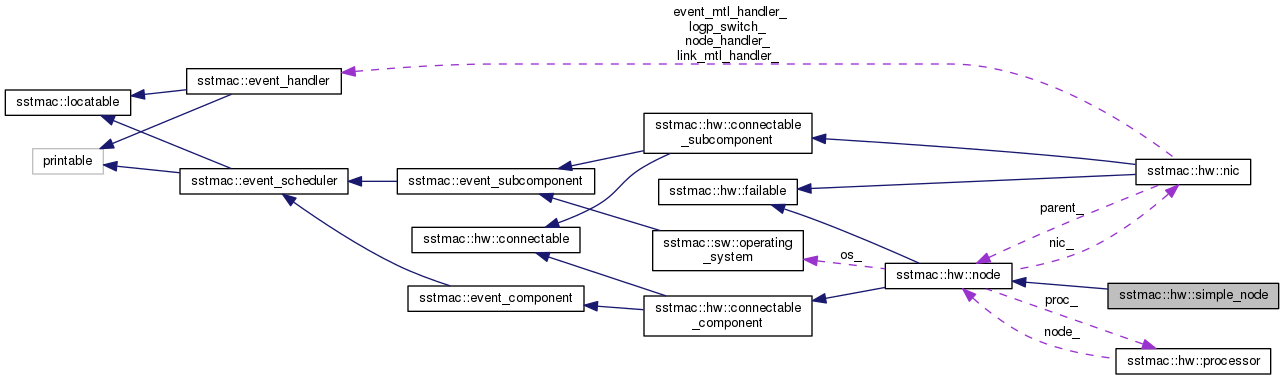 event_mtl_handler_
logp_switch_
node_handler_
link_mtl_handler_
sstmac::event_handler
sstmac::locatable
sstmac::hw::connectable
_subcomponent
printable
sstmac::hw::nic
sstmac::event_scheduler
sstmac::event_subcomponent
sstmac::hw::failable
parent_
sstmac::hw::connectable
sstmac::sw::operating
_system
nic_
os_
sstmac::hw::node
sstmac::event_component
sstmac::hw::simple_node
sstmac::hw::connectable
_component
proc_
node_
sstmac::hw::processor